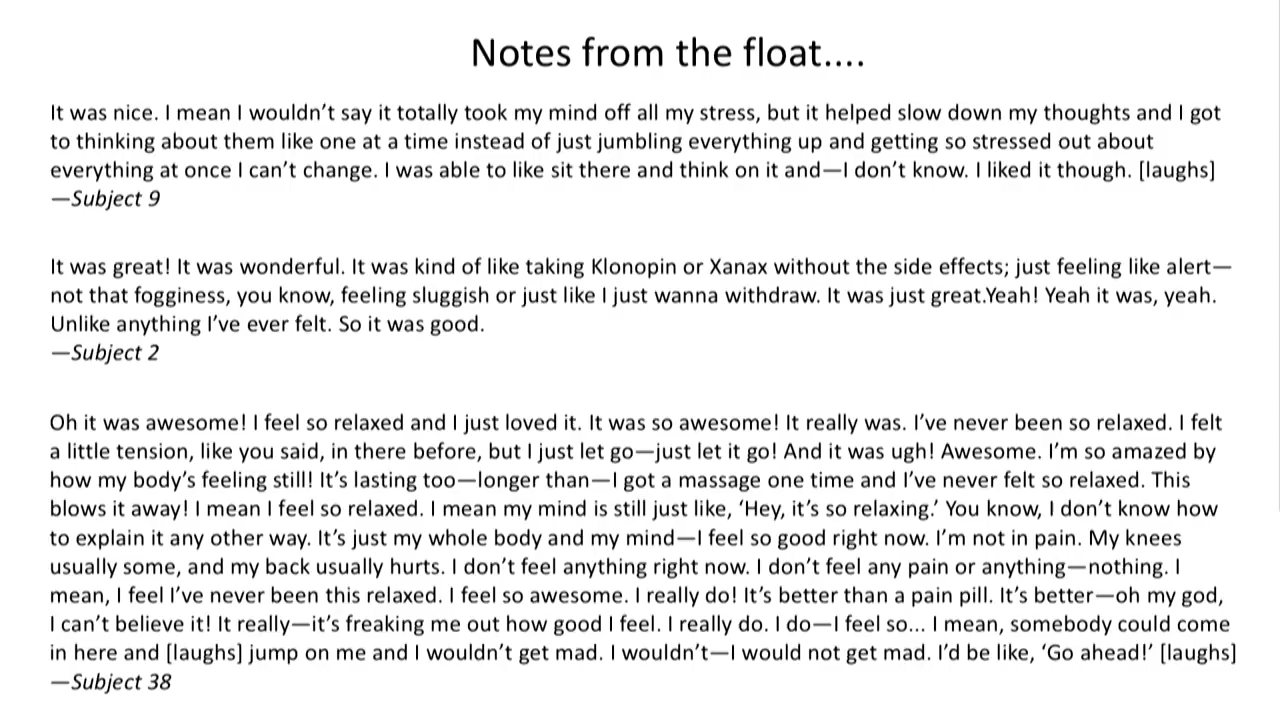 Notes from the float....
It was nice. I mean I wouldn’t say it totally took my mind off all my stress, but it helped slow down my thoughts and I got
to thinking about them like one at a time instead of just jumbling everything up and getting so stressed out about
everything at once I can’t change. I was able to like sit there and think on it and—I don’t know. I liked it though. [laughs]
—Subject 9
It was great! It was wonderful. It was kind of like taking Klonopin or Xanax without the side effects; just feeling like alert—
not that fogginess, you know, feeling sluggish or just like I just wanna withdraw. It was just great.Yeah! Yeah it was, yeah.
Unlike anything I’ve ever felt. So it was good.
—Subject 2
Oh it was awesome! I feel so relaxed and I just loved it. It was so awesome! It really was. I’ve never been so relaxed. I felt
a little tension, like you said, in there before, but I just let go—just let it go! And it was ugh! Awesome. I’m so amazed by
how my body’s feeling still! It’s lasting too—longer than—I got a massage one time and I’ve never felt so relaxed. This
blows it away! I mean I feel so relaxed. I mean my mind is still just like, ‘Hey, it’s so relaxing.’ You know, I don’t know how
to explain it any other way. It’s just my whole body and my mind—I feel so good right now. I’m not in pain. My knees
usually some, and my back usually hurts. I don’t feel anything right now. I don’t feel any pain or anything—nothing. I
mean, I feel I’ve never been this relaxed. I feel so awesome. I really do! It’s better than a pain pill. It’s better—oh my god,
I can’t believe it! It really—it’s freaking me out how good I feel. I really do. I do—I feel so... I mean, somebody could come
in here and [laughs] jump on me and I wouldn’t get mad. I wouldn’t—I would not get mad. I’d be like, ‘Go ahead!’ [laughs]
—Subject 38